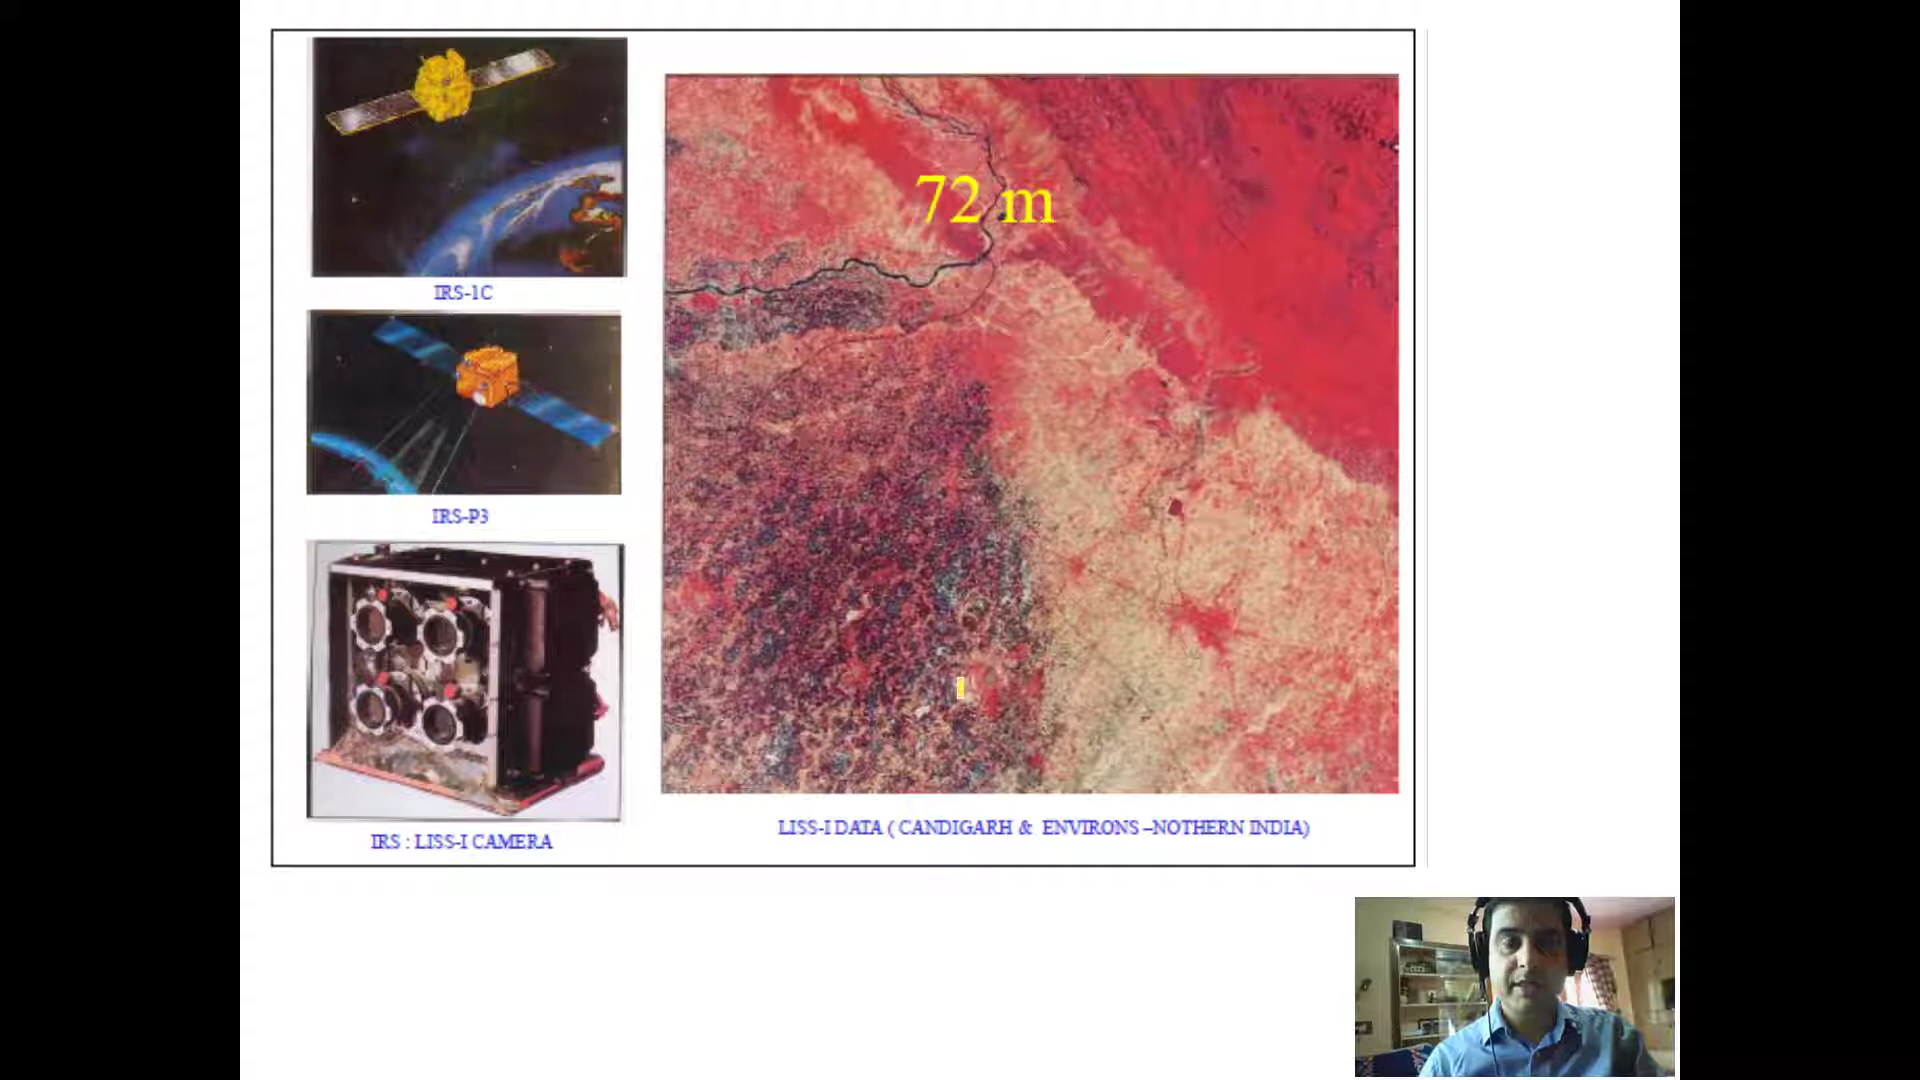 72 m
IRS-1C
IRS-P3
IRS : LISS-I CAMERA
LISS-I DATA ( CANDIGARH & ENVIRONS –NOTHERN INDIA)